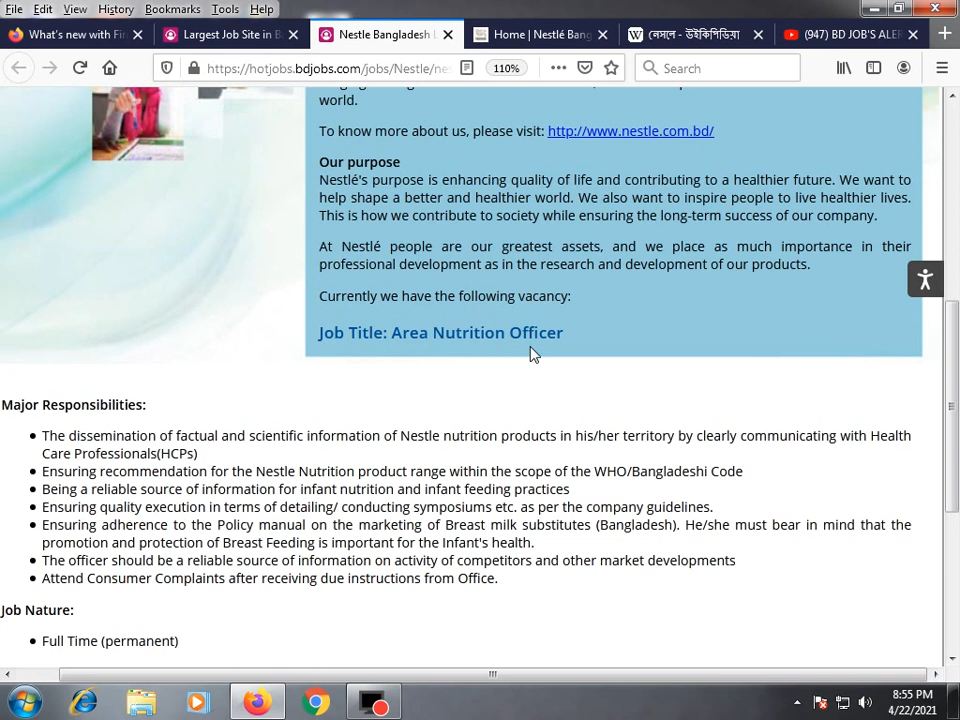 File Edit View History Bookmarks Tools Help
What's new with Fir
Largest Job Site in B
Nestle Bangladesh L
Home | Nestlé Bang
নেসলে - উইকিপিডিয়া
(947) BD JOB'S ALER
https://hotjobs.bdjobs.com/jobs/Nestle/nes
110%
Search
world.
To know more about us, please visit: http://www.nestle.com.bd/
Our purpose
Nestlé's purpose is enhancing quality of life and contributing to a healthier future. We want to
help shape a better and healthier world. We also want to inspire people to live healthier lives.
This is how we contribute to society while ensuring the long-term success of our company.
At Nestlé people are our greatest assets, and we place as much importance in their
professional development as in the research and development of our products.
Currently we have the following vacancy:
Job Title: Area Nutrition Officer
Major Responsibilities:
The dissemination of factual and scientific information of Nestle nutrition products in his/her territory by clearly communicating with Health
Care Professionals(HCPs)
Ensuring recommendation for the Nestle Nutrition product range within the scope of the WHO/Bangladeshi Code
Being a reliable source of information for infant nutrition and infant feeding practices
Ensuring quality execution in terms of detailing/ conducting symposiums etc. as per the company guidelines.
Ensuring adherence to the Policy manual on the marketing of Breast milk substitutes (Bangladesh). He/she must bear in mind that the
promotion and protection of Breast Feeding is important for the Infant's health.
The officer should be a reliable source of information on activity of competitors and other market developments
Attend Consumer Complaints after receiving due instructions from Office.
Job Nature:
Full Time (permanent)
8:55 PM
4/22/2021